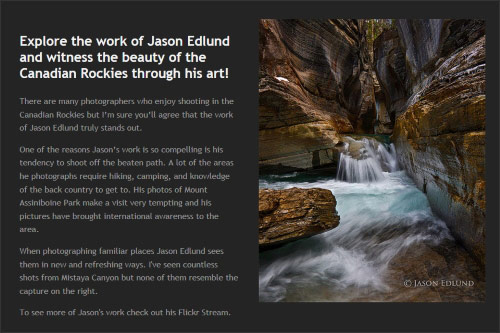 Explore the work of Jason Edlund
and witness the beauty of the
Canadian Rockies through his art!
There are many photographers who enjoy shooting in the
Canadian Rockies but I'm sure you'll agree that the work
of Jason Edlund truly stands out.
One of the reasons Jason's work is so compelling is his
tendency to shoot off the beaten path. A lot of the areas
he photographs require hiking, camping, and knowledge
of the back country to get to. His photos of Mount
Assiniboine Park make a visit very tempting and his
pictures have brought international awareness to the
area.
When photographing familiar places Jason Edlund sees
them in new and refreshing ways. I've seen countless
shots from Mistaya Canyon but none of them resemble the
capture on the right.
To see more of Jason's work check out his Flickr Stream.
© Jason Edlund